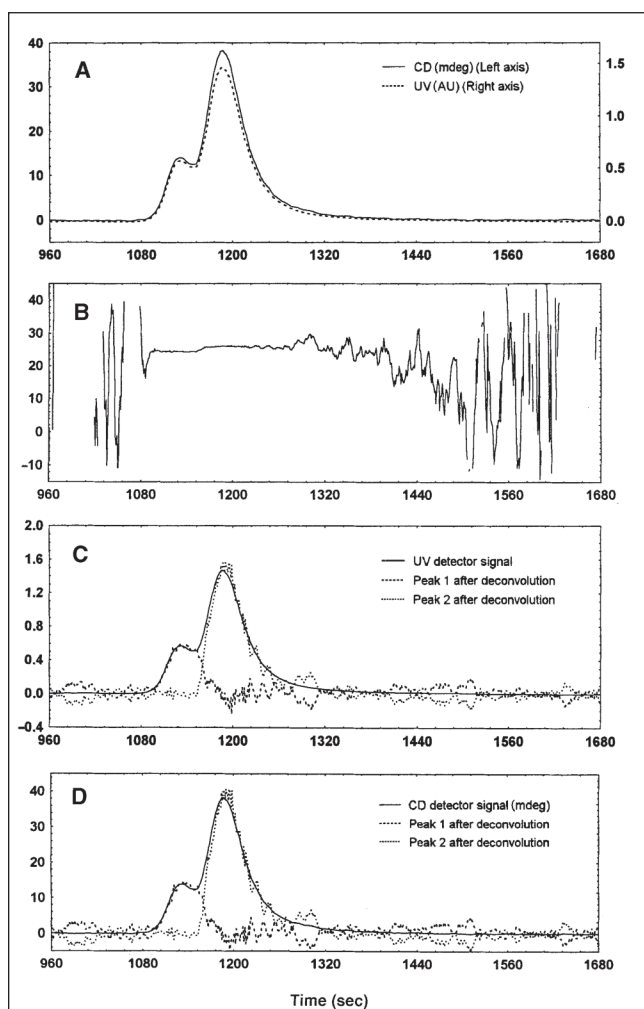 A
CD (mdeg) (Left axis)
UV (AU) (Right axis)
40
30
20
10
0
1.5
1.0
0.5
0.0
960 1080 1200 1320 1440 1560 1680
B
40
30
20
10
0
–10
960 1080 1200 1320 1440 1560 1680
C
UV detector signal
Peak 1 after deconvolution
Peak 2 after deconvolution
2.0
1.6
1.2
0.8
0.4
0.0
–0.4
960 1080 1200 1320 1440 1560 1680
D
CD detector signal (mdeg)
Peak 1 after deconvolution
Peak 2 after deconvolution
40
30
20
10
0
960 1080 1200 1320 1440 1560 1680
Time (sec)